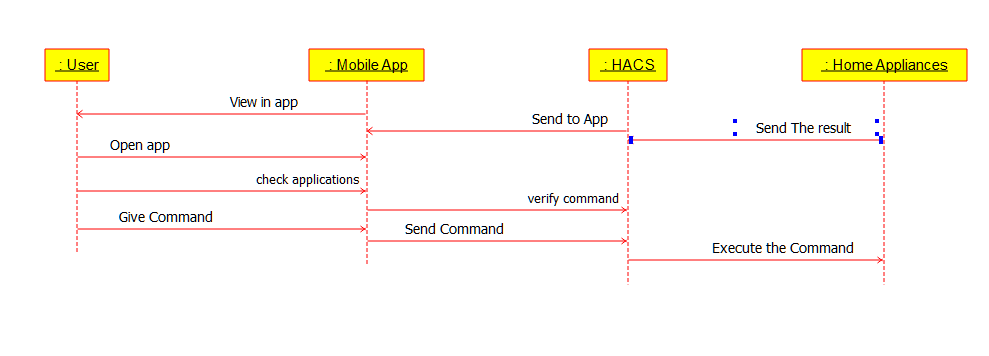 : User
: Mobile App
: HACS
: Home Appliances
View in app
Send to App
Send The result
Open app
check applications
verify command
Give Command
Send Command
Execute the Command